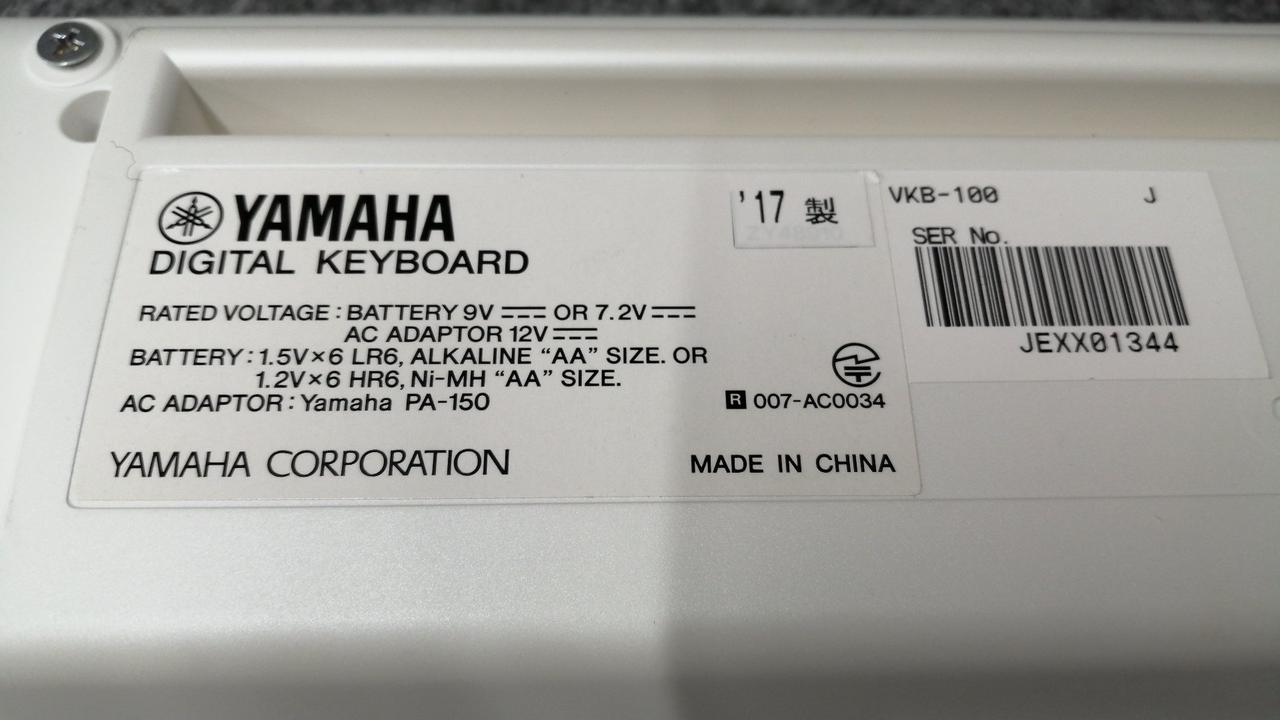 YAMAHA
DIGITAL KEYBOARD
RATED VOLTAGE : BATTERY 9V ⎓ OR 7.2V ⎓
AC ADAPTOR 12V ⎓
BATTERY : 1.5V×6 LR6, ALKALINE “AA” SIZE. OR
1.2V×6 HR6, Ni-MH “AA” SIZE.
AC ADAPTOR : Yamaha PA-150
YAMAHA CORPORATION
'17 製
R 007-AC0034
MADE IN CHINA
VKB-100 J
SER No.
JEXX01344